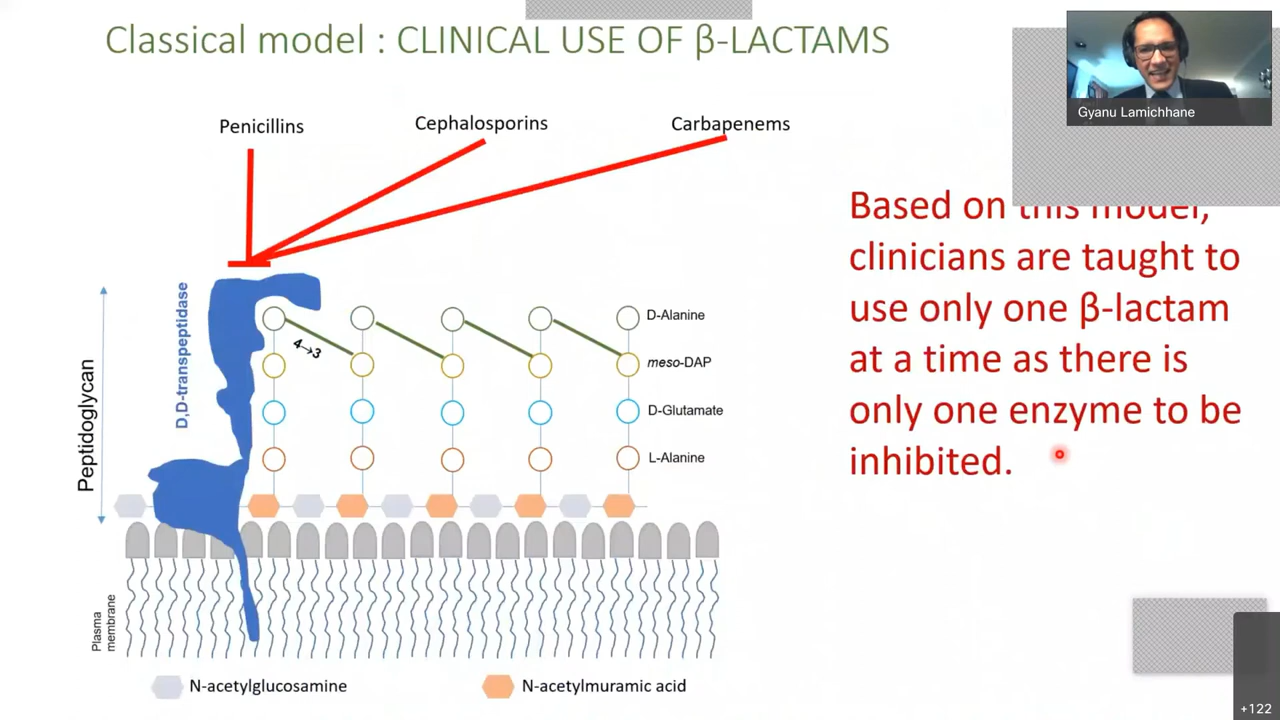 Classical model : CLINICAL USE OF β-LACTAMS
Gyanu Lamichhane
Penicillins
Cephalosporins
Carbapenems
Based on this model,
clinicians are taught to
use only one β-lactam
at a time as there is
only one enzyme to be
inhibited.
Peptidoglycan
D,D-transpeptidase
4→3
D-Alanine
meso-DAP
D-Glutamate
L-Alanine
Plasma
membrane
N-acetylglucosamine
N-acetylmuramic acid
+122